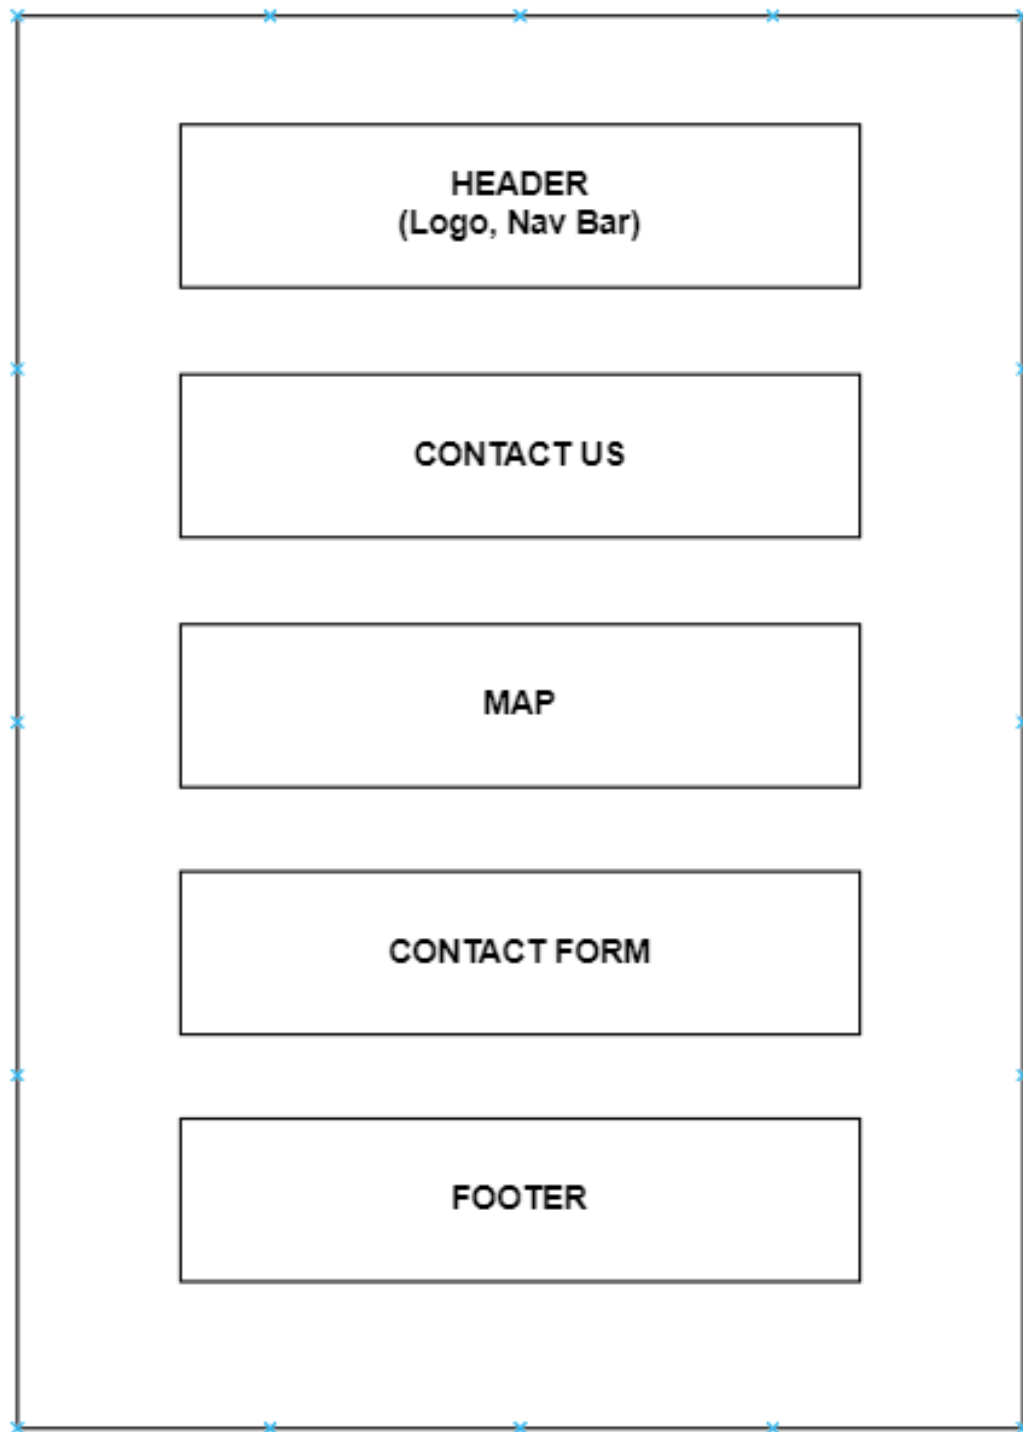 HEADER
(Logo, Nav Bar)
CONTACT US
MAP
CONTACT FORM
FOOTER